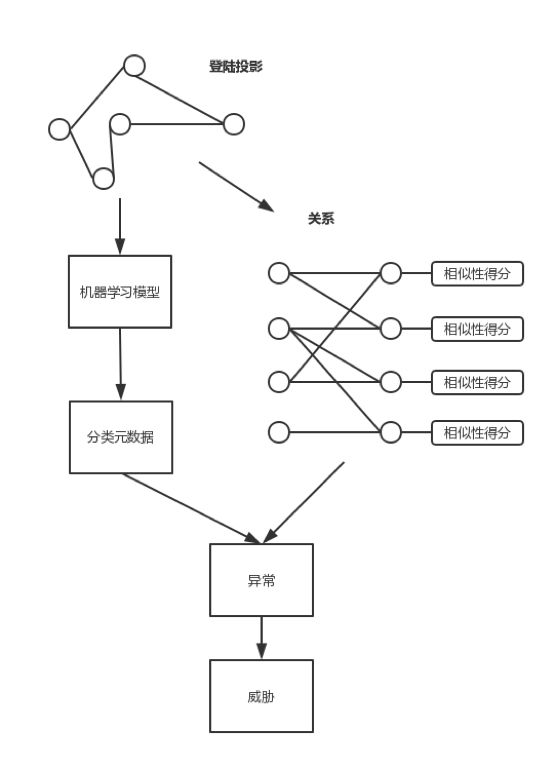 登陆投影
关系
机器学习模型
相似性得分
相似性得分
相似性得分
相似性得分
分类元数据
异常
威胁